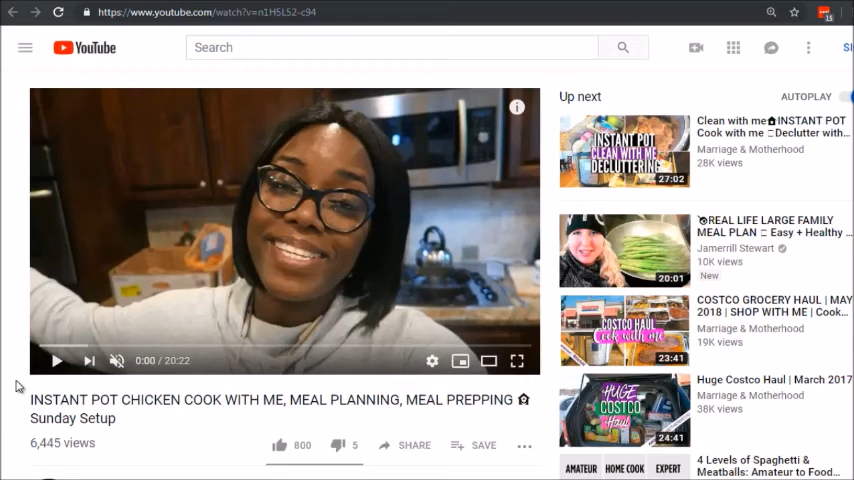 https://www.youtube.com/watch?v=n1H5L52-c94
15
YouTube
Search
SI
0:00 / 20:22
INSTANT POT CHICKEN COOK WITH ME, MEAL PLANNING, MEAL PREPPING
Sunday Setup
6,445 views
800
5
SHARE
SAVE
Up next
AUTOPLAY
INSTANT POT
CLEAN WITH ME
DECLUTTERING
27:02
Clean with me INSTANT POT
Cook with me Declutter with...
Marriage & Motherhood
28K views
20:01
REAL LIFE LARGE FAMILY
MEAL PLAN Easy + Healthy ...
Jamerrill Stewart
10K views
New
COSTCO HAUL
cook with me
23:41
COSTCO GROCERY HAUL | MAY
2018 | SHOP WITH ME | Cook...
Marriage & Motherhood
19K views
HUGE
COSTCO
Haul
24:41
Huge Costco Haul | March 2017
Marriage & Motherhood
38K views
AMATEUR HOME COOK EXPERT
4 Levels of Spaghetti &
Meatballs: Amateur to Food...